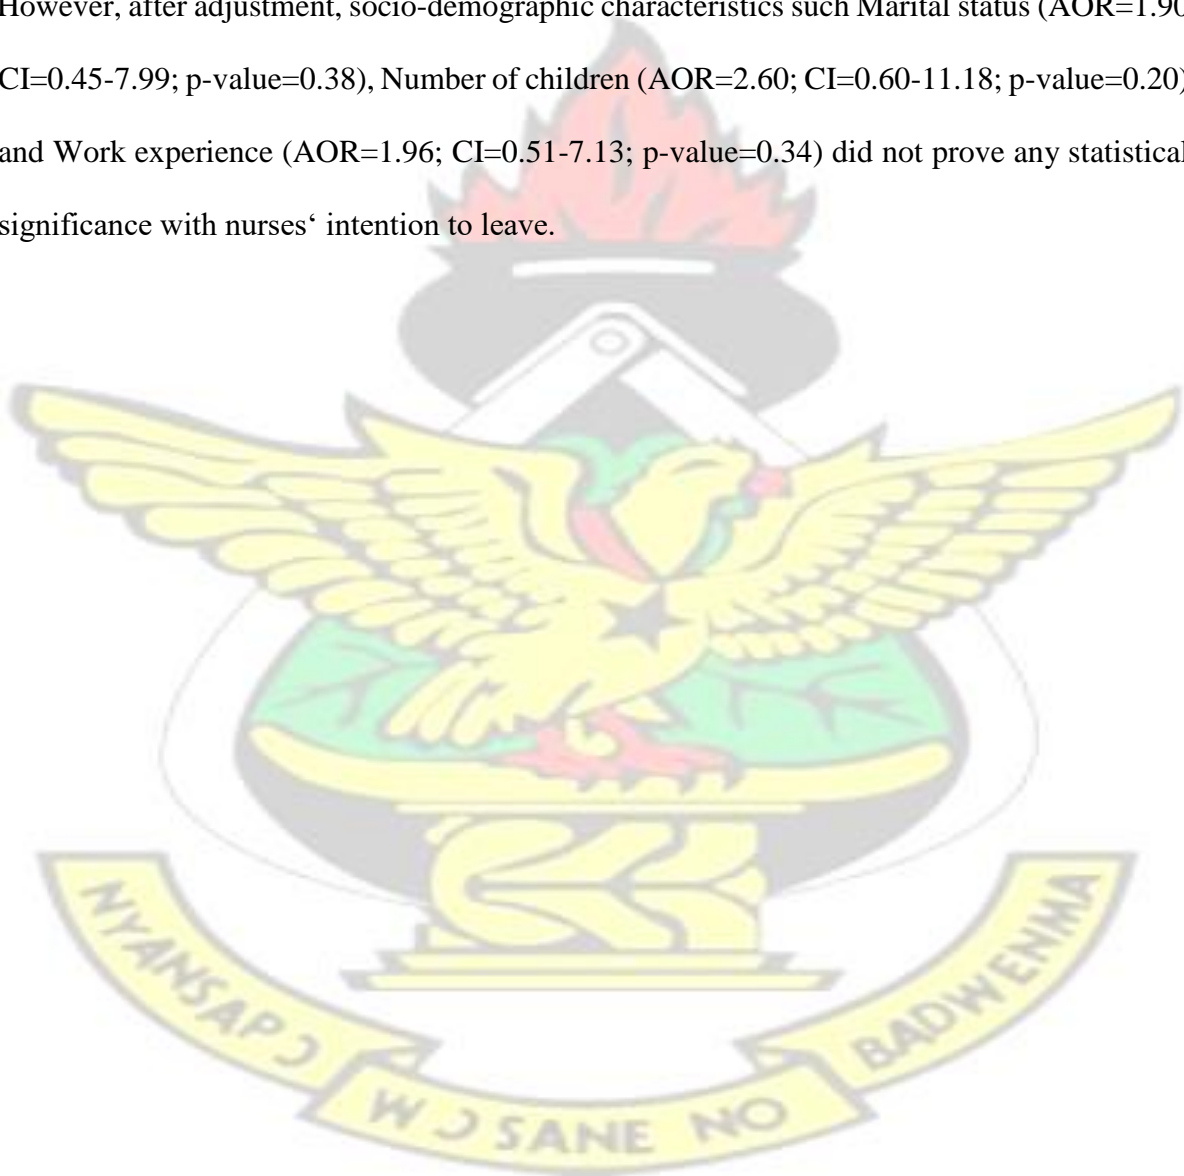 However, after adjustment, socio-demographic characteristics such Marital status (AOR=1.90
CI=0.45-7.99; p-value=0.38), Number of children (AOR=2.60; CI=0.60-11.18; p-value=0.20)
and Work experience (AOR=1.96; CI=0.51-7.13; p-value=0.34) did not prove any statistical
significance with nurses‘ intention to leave.
NYANSAPƆ
WƆSANE NO
BADWENMA